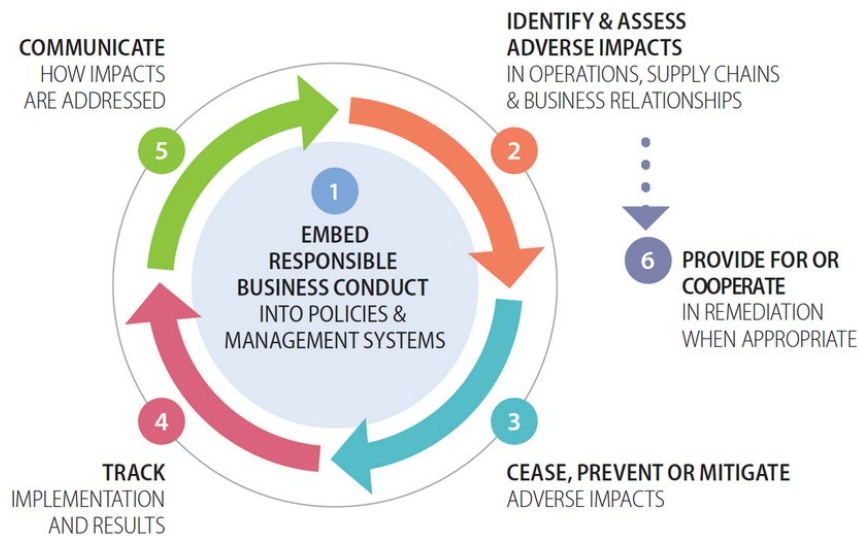 1
EMBED
RESPONSIBLE
BUSINESS CONDUCT
INTO POLICIES &
MANAGEMENT SYSTEMS
2
IDENTIFY & ASSESS
ADVERSE IMPACTS
IN OPERATIONS, SUPPLY CHAINS
& BUSINESS RELATIONSHIPS
3
CEASE, PREVENT OR MITIGATE
ADVERSE IMPACTS
4
TRACK
IMPLEMENTATION
AND RESULTS
5
COMMUNICATE
HOW IMPACTS
ARE ADDRESSED
6
PROVIDE FOR OR
COOPERATE
IN REMEDIATION
WHEN APPROPRIATE